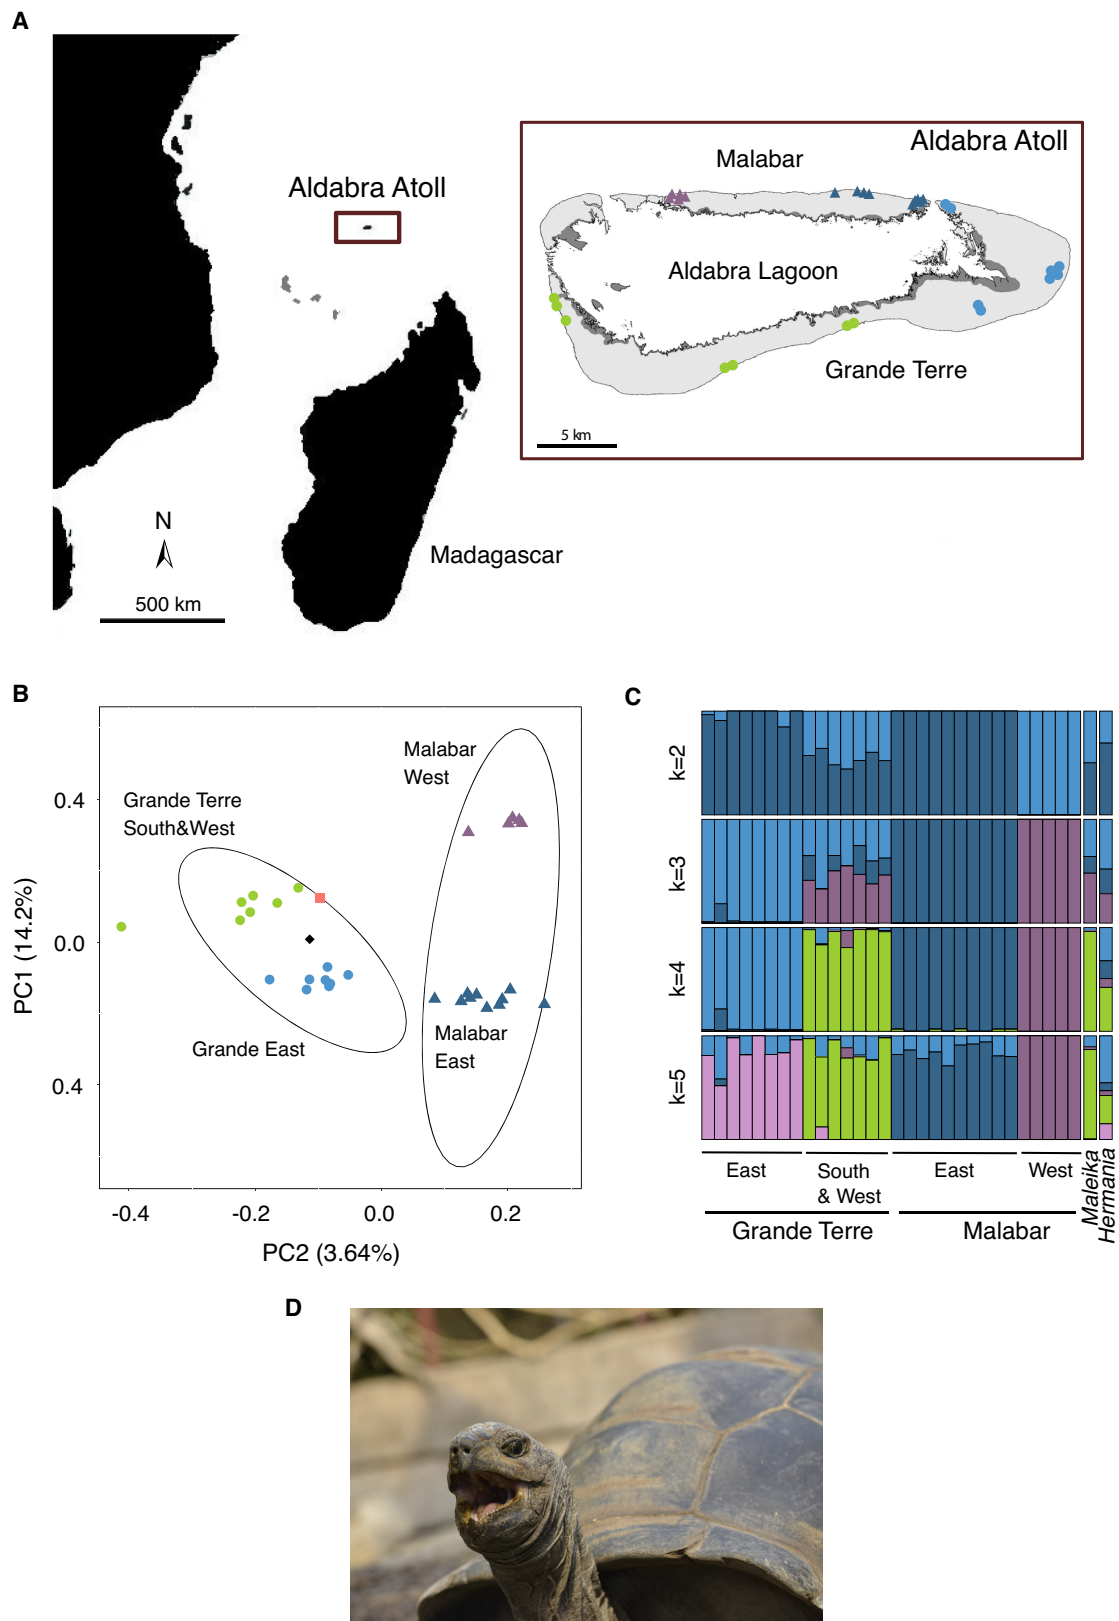 A
Aldabra Atoll
N
500 km
Madagascar
Aldabra Atoll
Malabar
Aldabra Lagoon
Grande Terre
5 km
B
PC1 (14.2%)
0.4
0.0
0.4
Malabar
West
Grande Terre
South&West
Grande East
Malabar
East
-0.4
-0.2
0.0
0.2
PC2 (3.64%)
C
k=2
k=3
k=4
k=5
East
South
& West
East
West
Maleika
Hermania
Grande Terre
Malabar
D